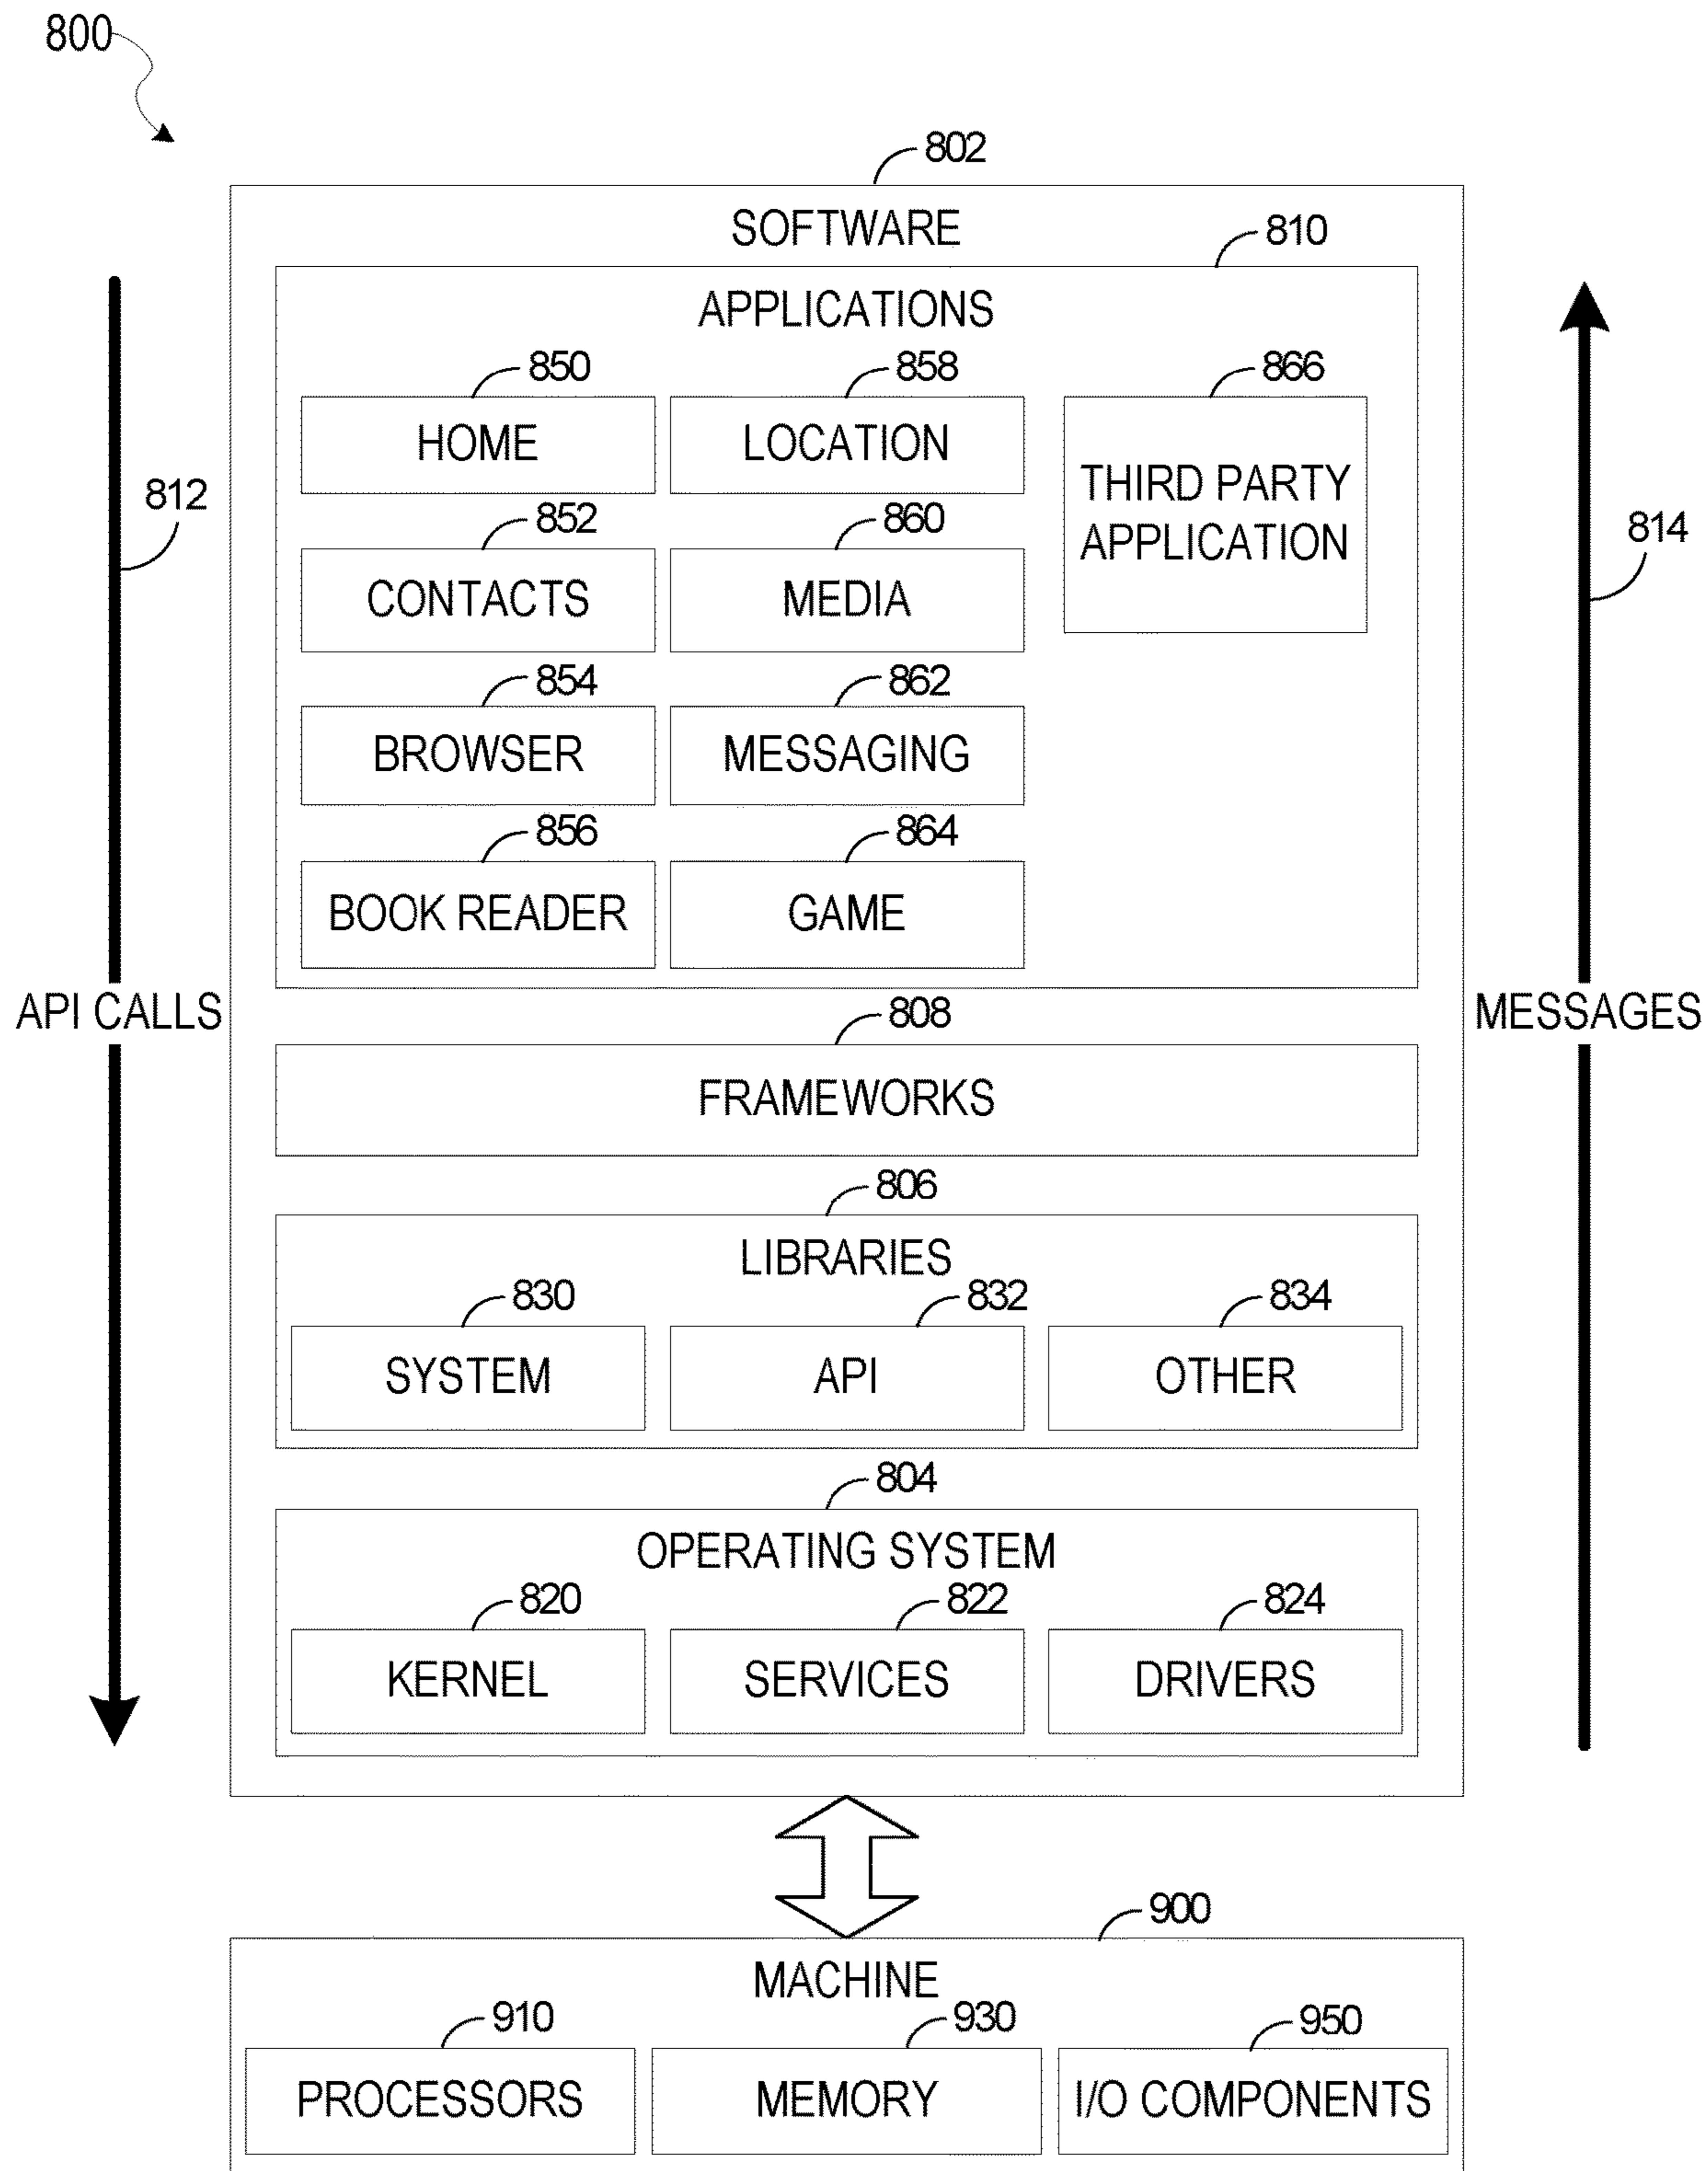 800
802
SOFTWARE
810
APPLICATIONS
850
858
866
HOME
LOCATION
THIRD PARTY
APPLICATION
812
852
860
814
CONTACTS
MEDIA
854
862
BROWSER
MESSAGING
856
864
BOOK READER
GAME
API CALLS
808
MESSAGES
FRAMEWORKS
806
LIBRARIES
830
832
834
SYSTEM
API
OTHER
804
OPERATING SYSTEM
820
822
824
KERNEL
SERVICES
DRIVERS
900
MACHINE
910
930
950
PROCESSORS
MEMORY
I/O COMPONENTS